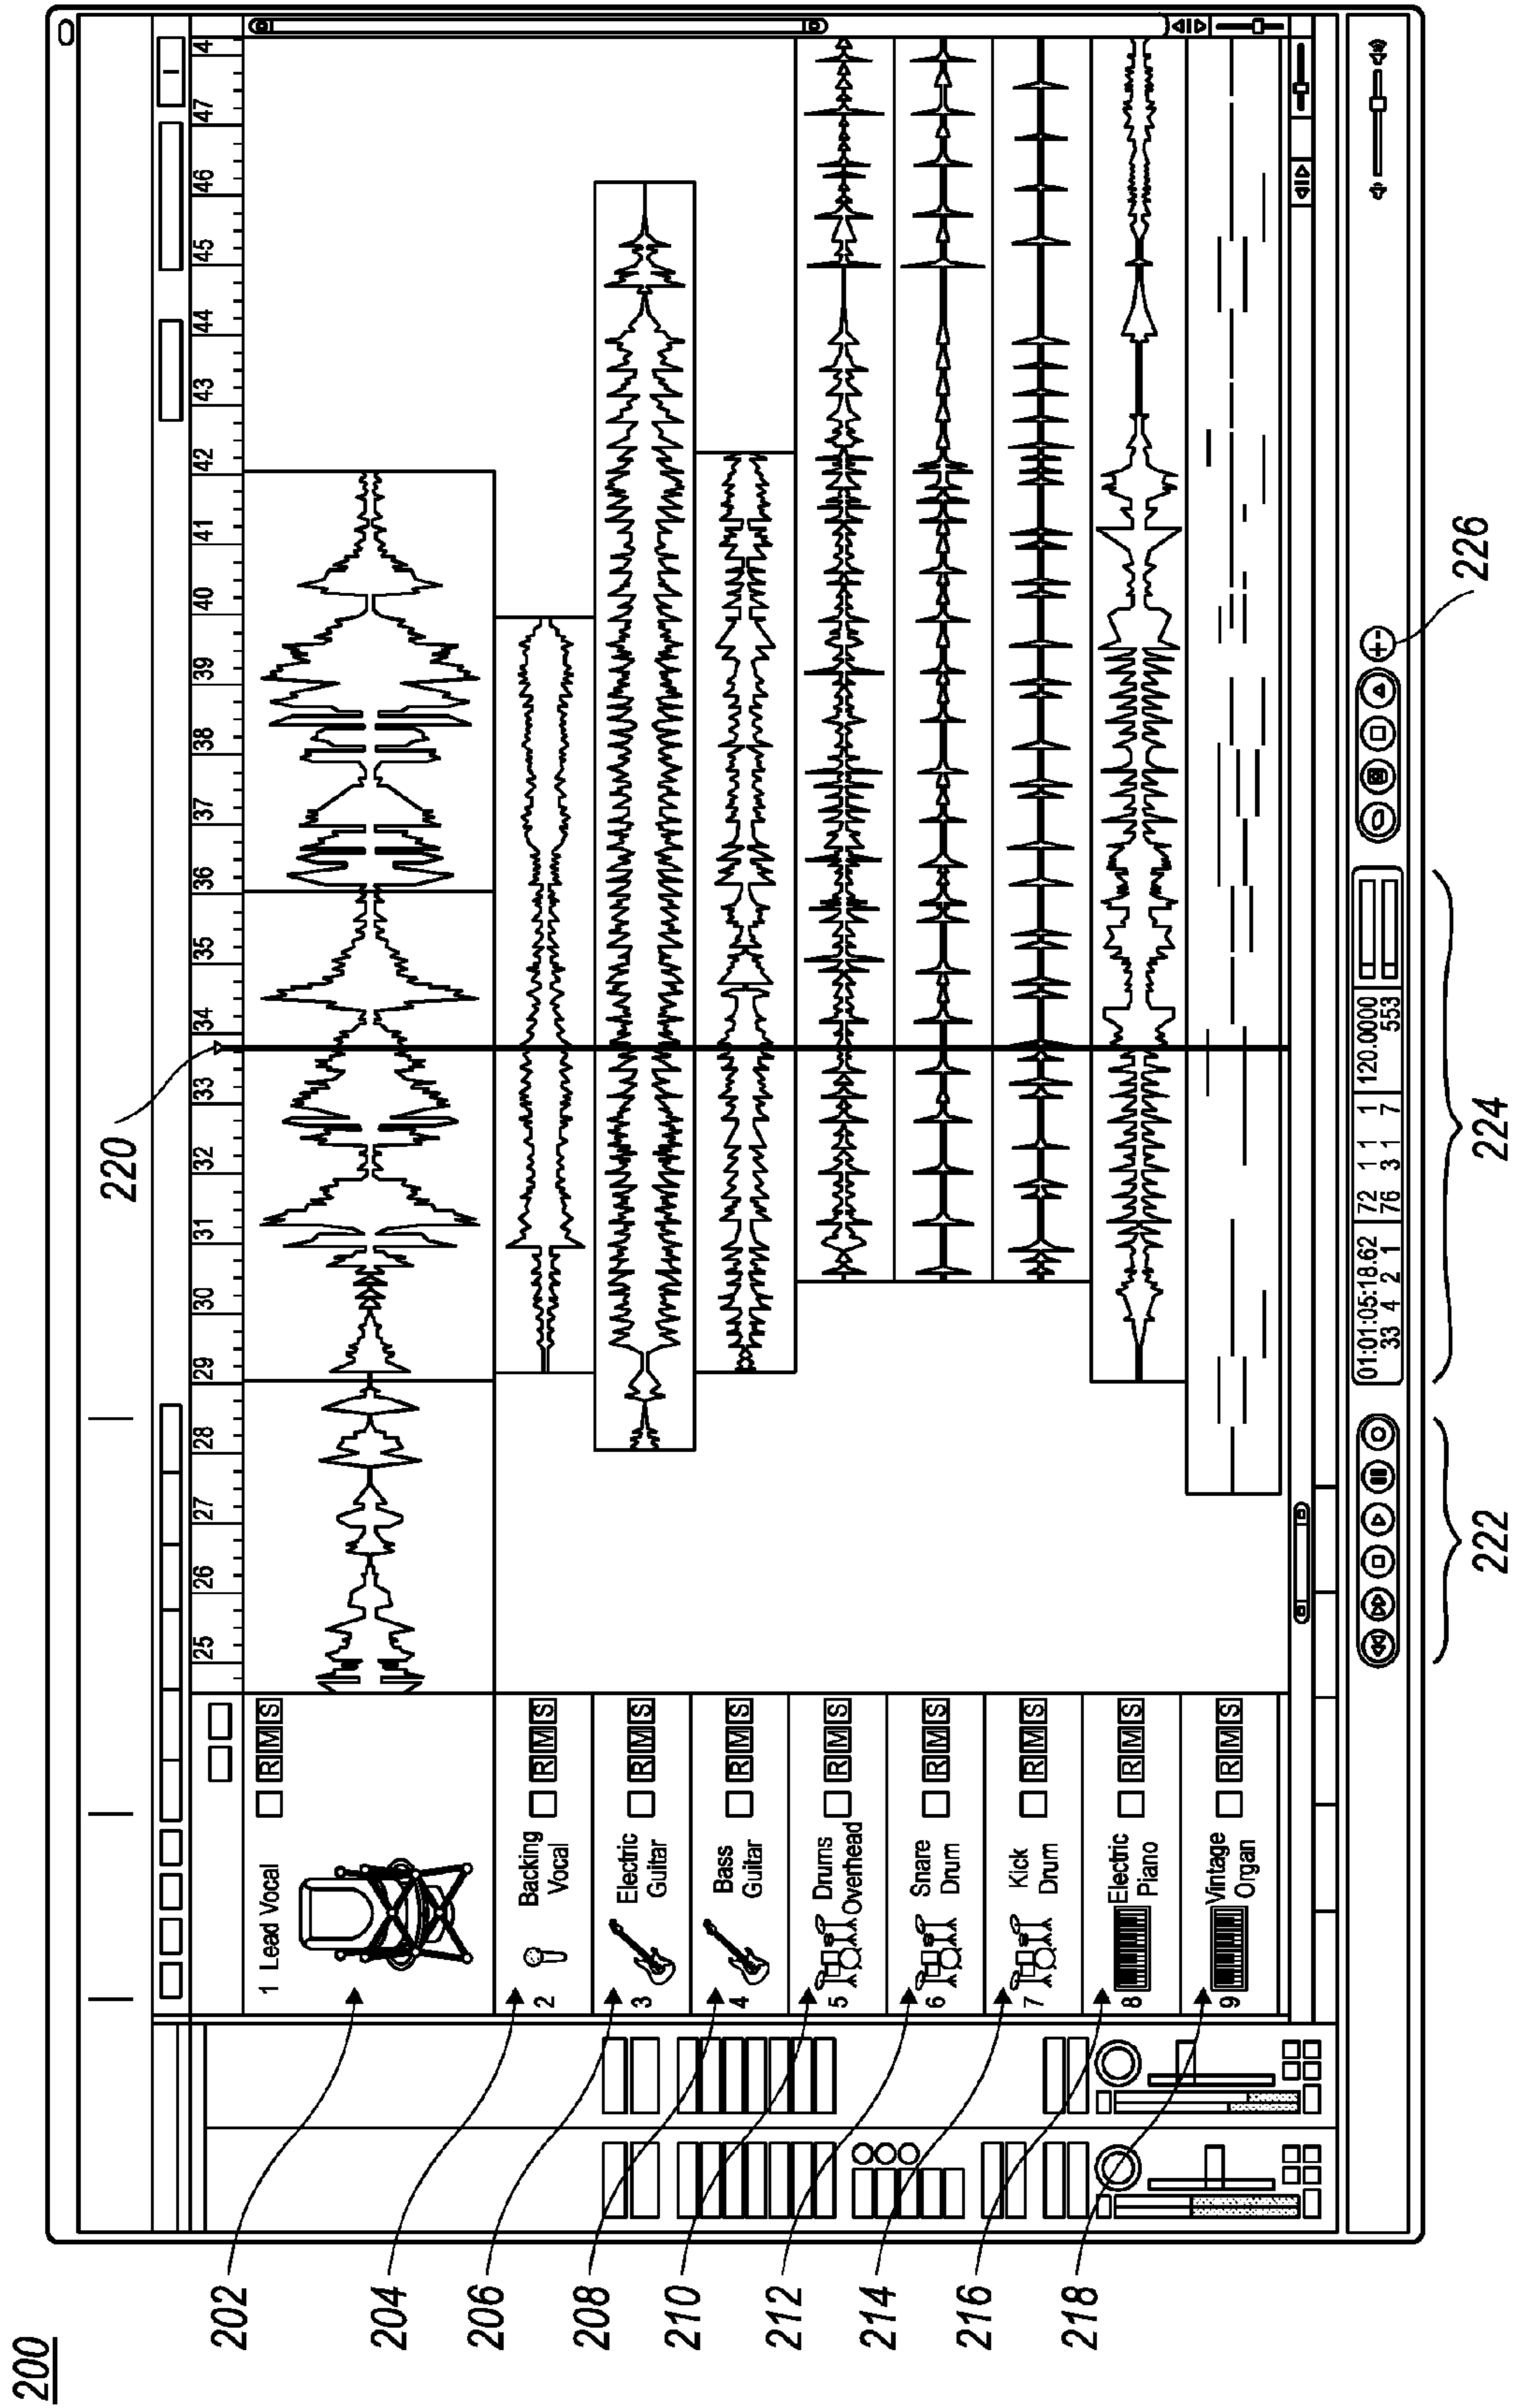 200
220
25 26 27 28 29 30 31 32 33 34 35 36 37 38 39 40 41 42 43 44 45 46 47 4
1 Lead Vocal
R M S
2 Backing
Vocal
R M S
3 Electric
Guitar
R M S
4 Bass
Guitar
R M S
5 Drums
Overhead
R M S
6 Snare
Drum
R M S
7 Kick
Drum
R M S
8 Electric
Piano
R M S
9 Vintage
Organ
R M S
202
204
206
208
210
212
214
216
218
01:01:05:18.62 72 1 1 1 120.0000
33 4 2 1 76 3 1 7 553
222
224
226